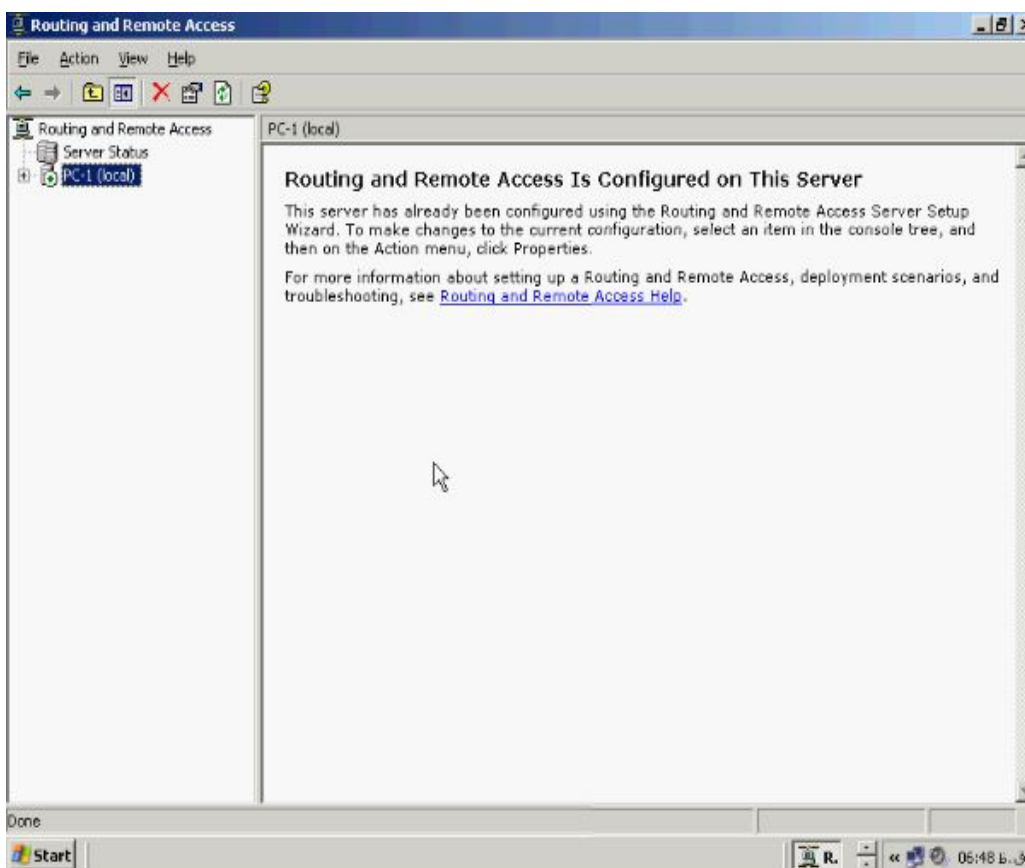 Routing and Remote Access
File Action View Help
Routing and Remote Access
Server Status
PC-1 (local)
PC-1 (local)
Routing and Remote Access Is Configured on This Server
This server has already been configured using the Routing and Remote Access Server Setup
Wizard. To make changes to the current configuration, select an item in the console tree, and
then on the Action menu, click Properties.
For more information about setting up a Routing and Remote Access, deployment scenarios, and
troubleshooting, see Routing and Remote Access Help.
Done
Start
R.
06:48